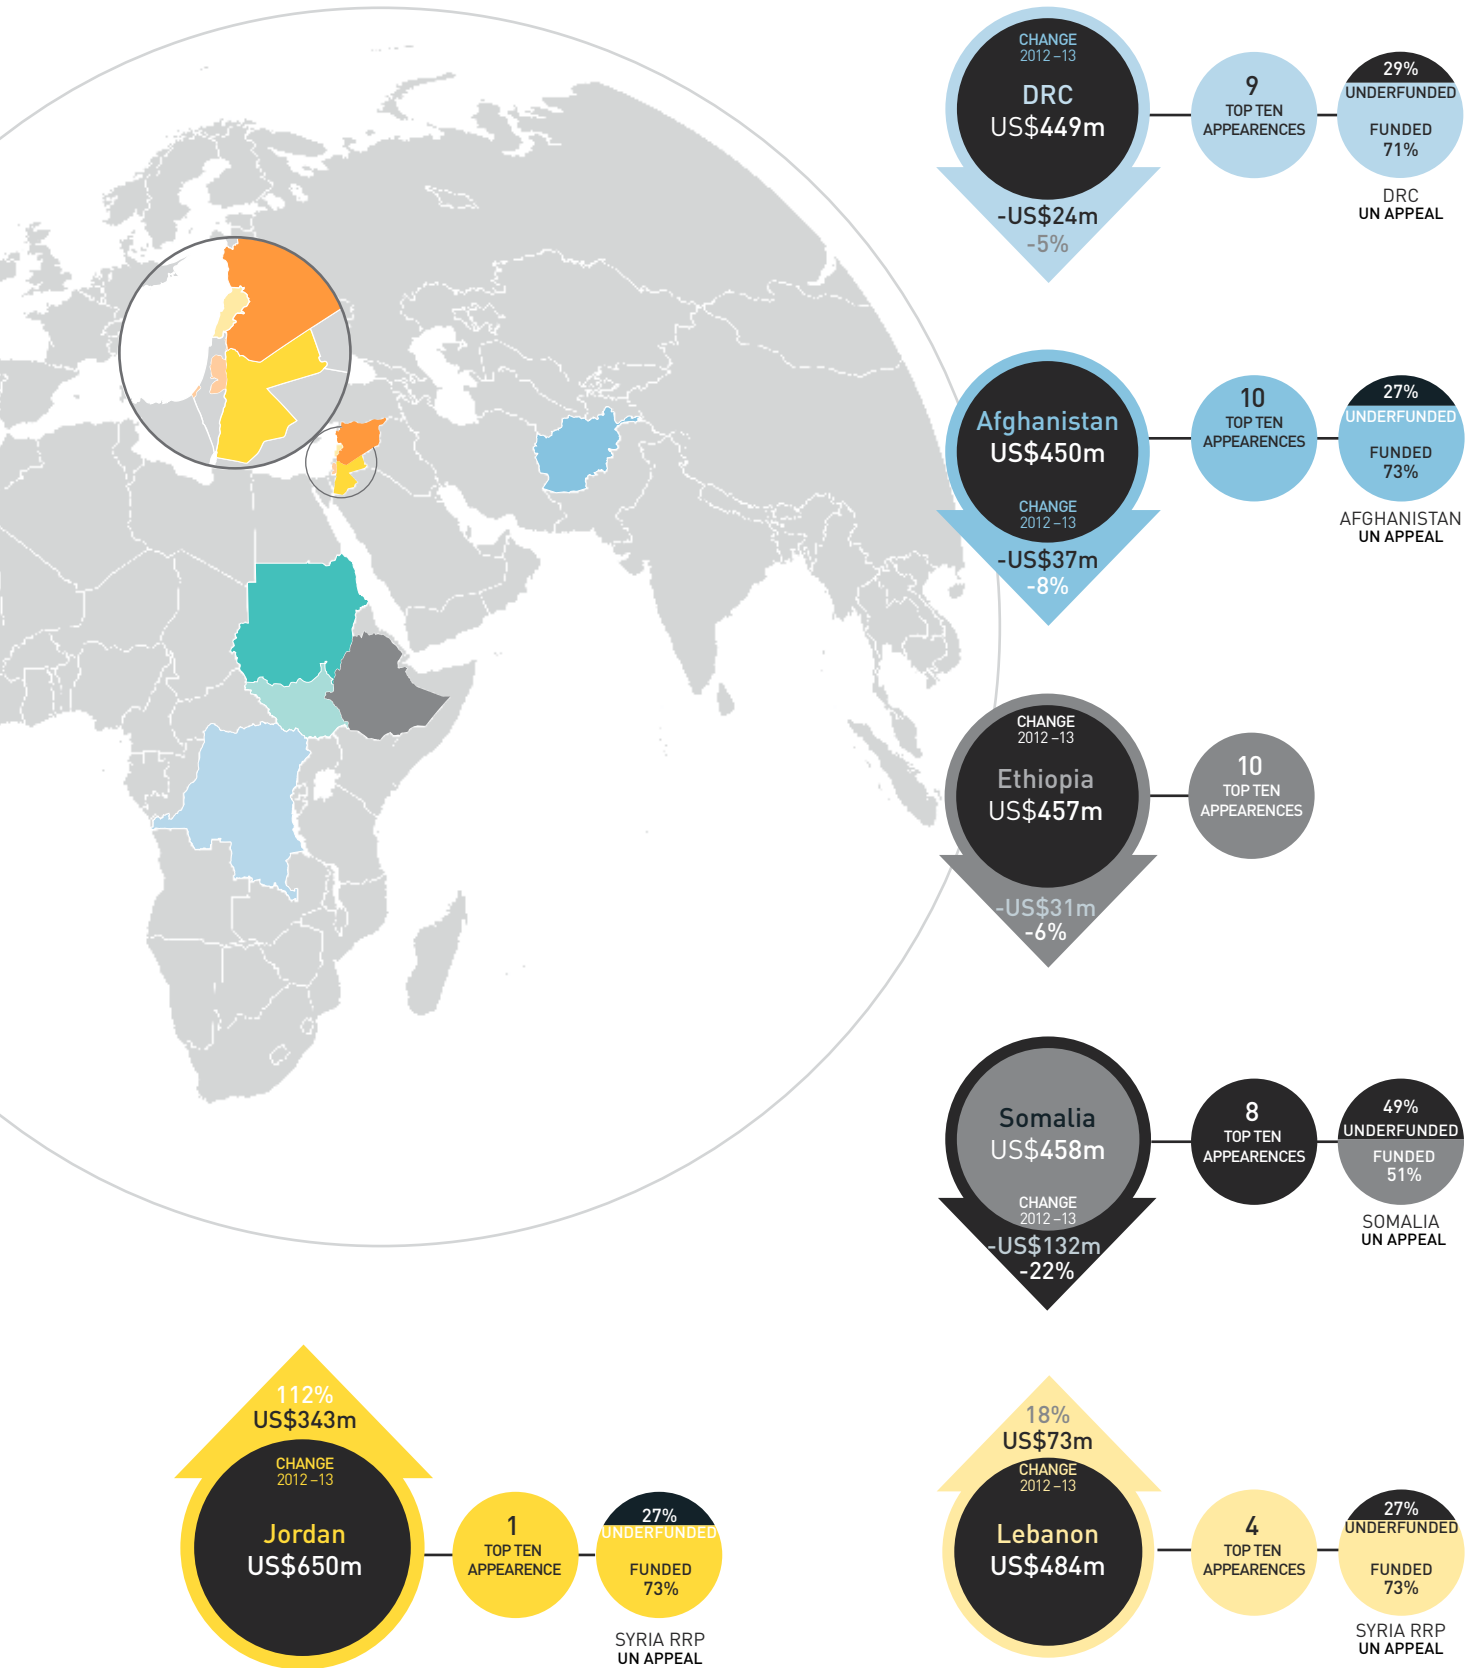 CHANGE
2012–13
DRC
US$449m
-US$24m
-5%
9
TOP TEN
APPEARENCES
29%
UNDERFUNDED
FUNDED
71%
DRC
UN APPEAL
Afghanistan
US$450m
CHANGE
2012–13
-US$37m
-8%
10
TOP TEN
APPEARENCES
27%
UNDERFUNDED
FUNDED
73%
AFGHANISTAN
UN APPEAL
CHANGE
2012–13
Ethiopia
US$457m
-US$31m
-6%
10
TOP TEN
APPEARENCES
Somalia
US$458m
CHANGE
2012–13
-US$132m
-22%
8
TOP TEN
APPEARENCES
49%
UNDERFUNDED
FUNDED
51%
SOMALIA
UN APPEAL
112%
US$343m
CHANGE
2012–13
Jordan
US$650m
1
TOP TEN
APPEARENCE
27%
UNDERFUNDED
FUNDED
73%
SYRIA RRP
UN APPEAL
18%
US$73m
CHANGE
2012–13
Lebanon
US$484m
4
TOP TEN
APPEARENCES
27%
UNDERFUNDED
FUNDED
73%
SYRIA RRP
UN APPEAL